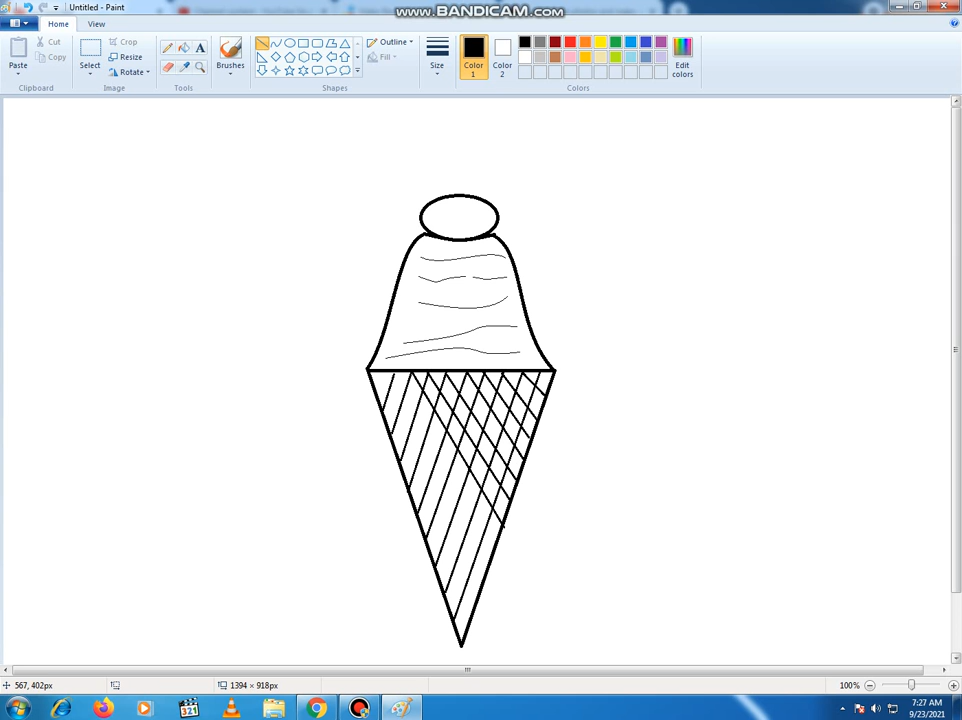 Untitled - Paint
www.BANDICAM.com
Home
View
Paste
Cut
Copy
Clipboard
Select
Crop
Resize
Rotate
Image
A
Tools
Brushes
Shapes
Outline
Fill
Size
Color
1
Color
2
Edit
colors
Colors
567, 402px
1394 × 918px
100%
321
7:27 AM
9/23/2021